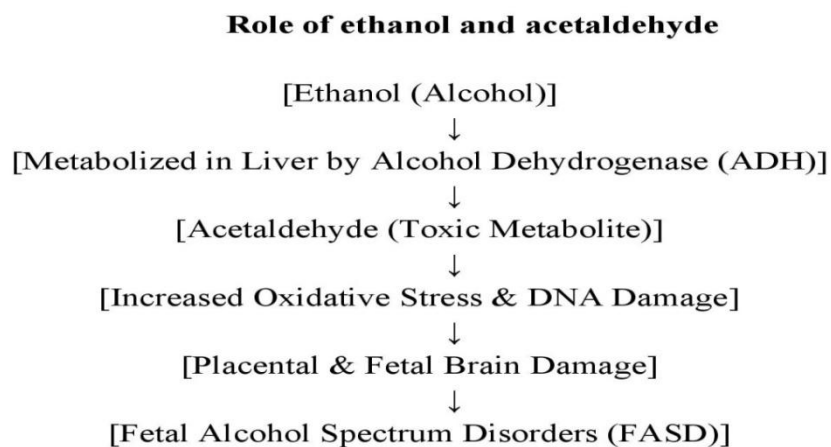 Role of ethanol and acetaldehyde
[Ethanol (Alcohol)]
↓
[Metabolized in Liver by Alcohol Dehydrogenase (ADH)]
↓
[Acetaldehyde (Toxic Metabolite)]
↓
[Increased Oxidative Stress & DNA Damage]
↓
[Placental & Fetal Brain Damage]
↓
[Fetal Alcohol Spectrum Disorders (FASD)]